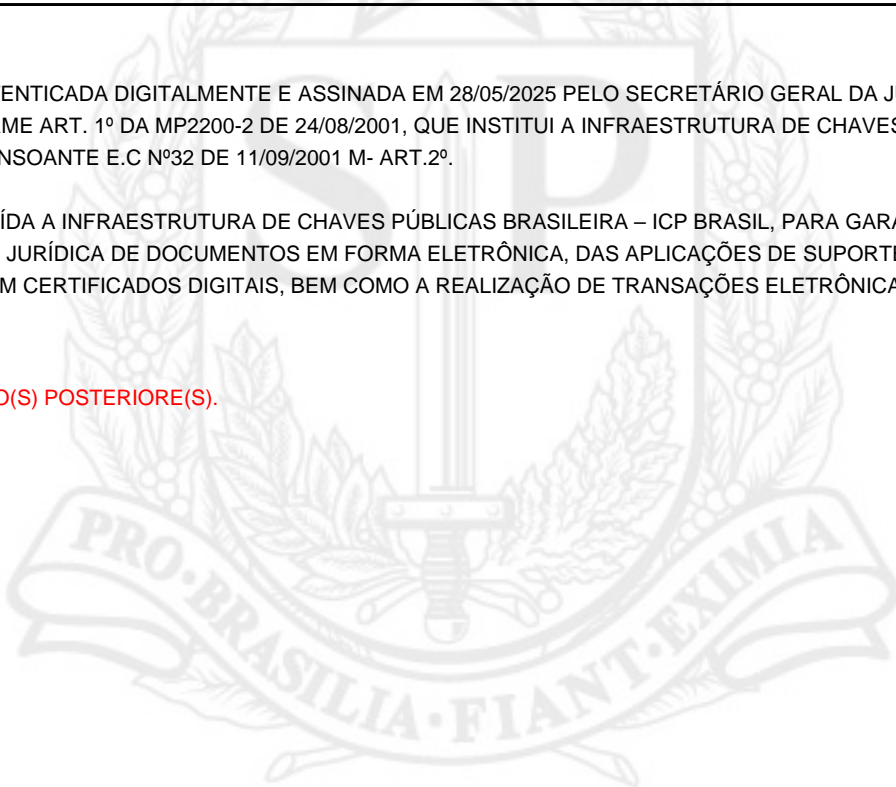 ENTICADA DIGITALMENTE E ASSINADA EM 28/05/2025 PELO SECRETÁRIO GERAL DA J
ME ART. 1º DA MP2200-2 DE 24/08/2001, QUE INSTITUI A INFRAESTRUTURA DE CHAVES
NSOANTE E.C Nº32 DE 11/09/2001 M- ART.2º.
ÍDA A INFRAESTRUTURA DE CHAVES PÚBLICAS BRASILEIRA – ICP BRASIL, PARA GARA
JURÍDICA DE DOCUMENTOS EM FORMA ELETRÔNICA, DAS APLICAÇÕES DE SUPORTE
M CERTIFICADOS DIGITAIS, BEM COMO A REALIZAÇÃO DE TRANSAÇÕES ELETRÔNICA
O(S) POSTERIORE(S).
SP
PRO·BRASILIA·FIANT·EXIMIA